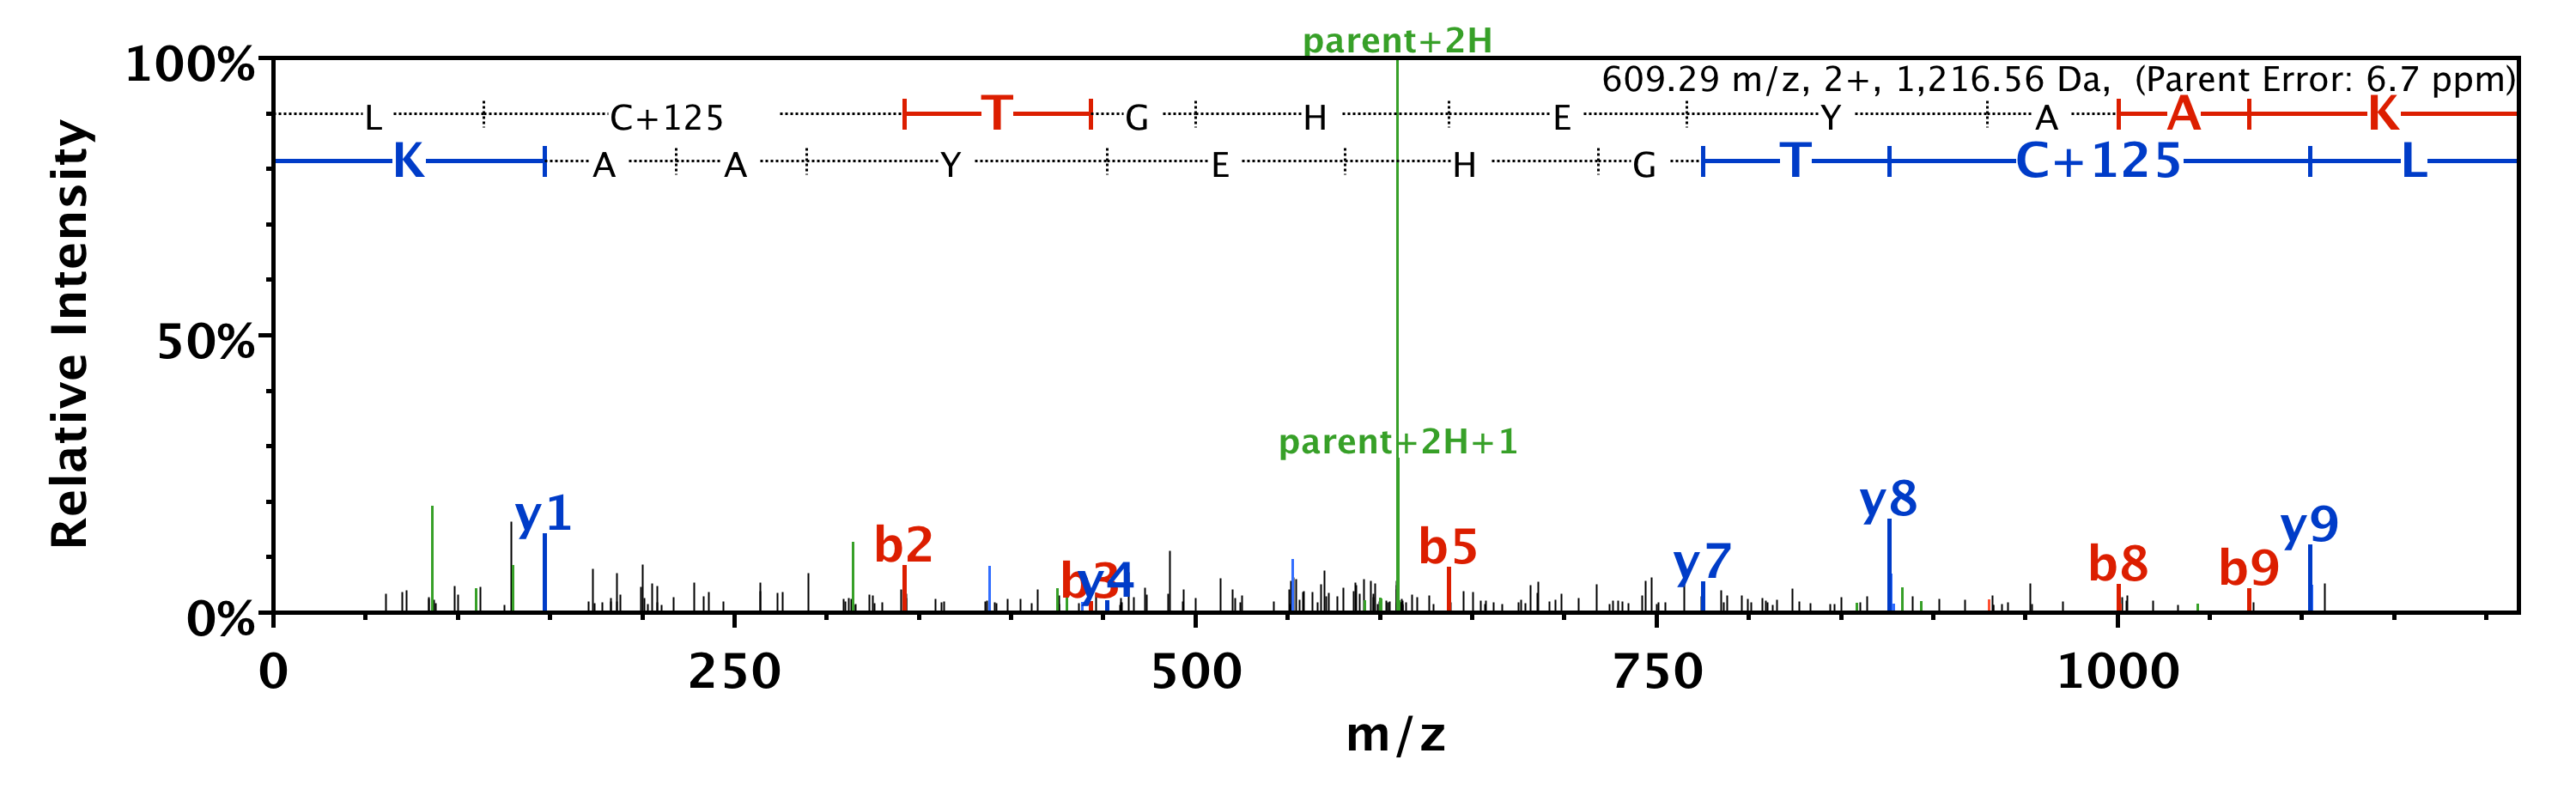 parent+2H
100%
609.29 m/z, 2+, 1,216.56 Da, (Parent Error: 6.7 ppm)
L C+125 T G H E Y A A K
K A A Y E H G T C+125 L
Relative Intensity
50%
parent+2H+1
y1 b2 b3 y4 b5 y7 y8 b8 b9 y9
0%
0 250 500 750 1000
m/z